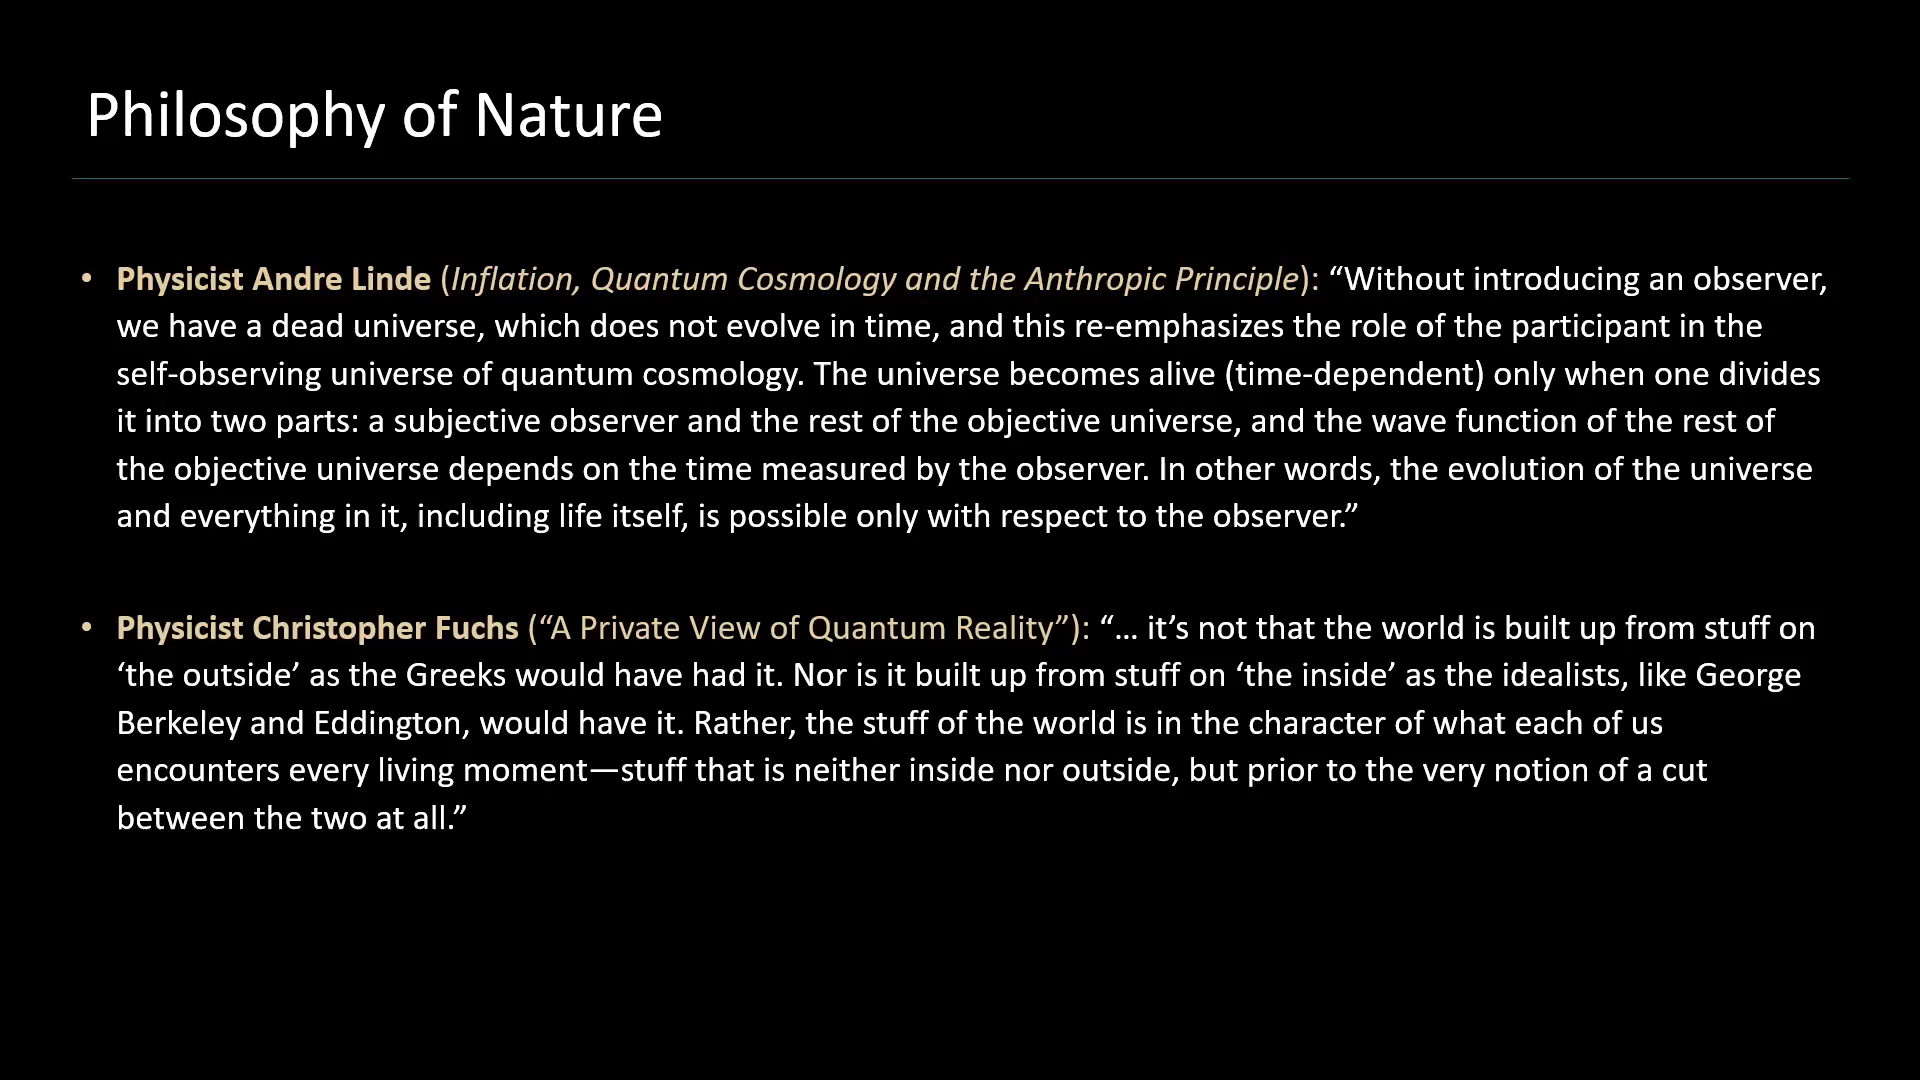 Philosophy of Nature
• Physicist Andre Linde (Inflation, Quantum Cosmology and the Anthropic Principle): “Without introducing an observer,
we have a dead universe, which does not evolve in time, and this re-emphasizes the role of the participant in the
self-observing universe of quantum cosmology. The universe becomes alive (time-dependent) only when one divides
it into two parts: a subjective observer and the rest of the objective universe, and the wave function of the rest of
the objective universe depends on the time measured by the observer. In other words, the evolution of the universe
and everything in it, including life itself, is possible only with respect to the observer.”
• Physicist Christopher Fuchs (“A Private View of Quantum Reality”): “… it’s not that the world is built up from stuff on
‘the outside’ as the Greeks would have had it. Nor is it built up from stuff on ‘the inside’ as the idealists, like George
Berkeley and Eddington, would have it. Rather, the stuff of the world is in the character of what each of us
encounters every living moment—stuff that is neither inside nor outside, but prior to the very notion of a cut
between the two at all.”